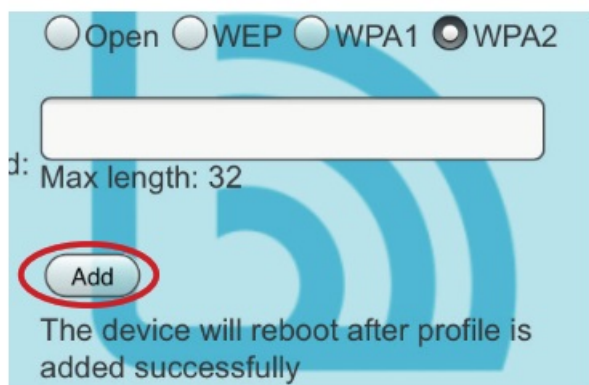 Open WEP WPA1 WPA2
d:
Max length: 32
Add
The device will reboot after profile is
added successfully